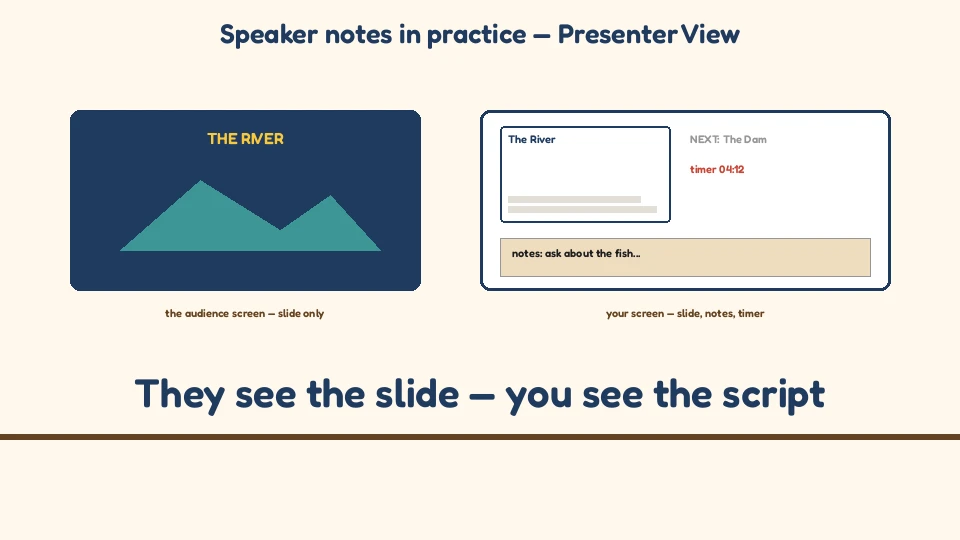 Speaker notes in practice — Presenter View
THE RIVER
The River
NEXT: The Dam
timer 04:12
notes: ask about the fish...
the audience screen — slide only
your screen — slide, notes, timer
They see the slide — you see the script